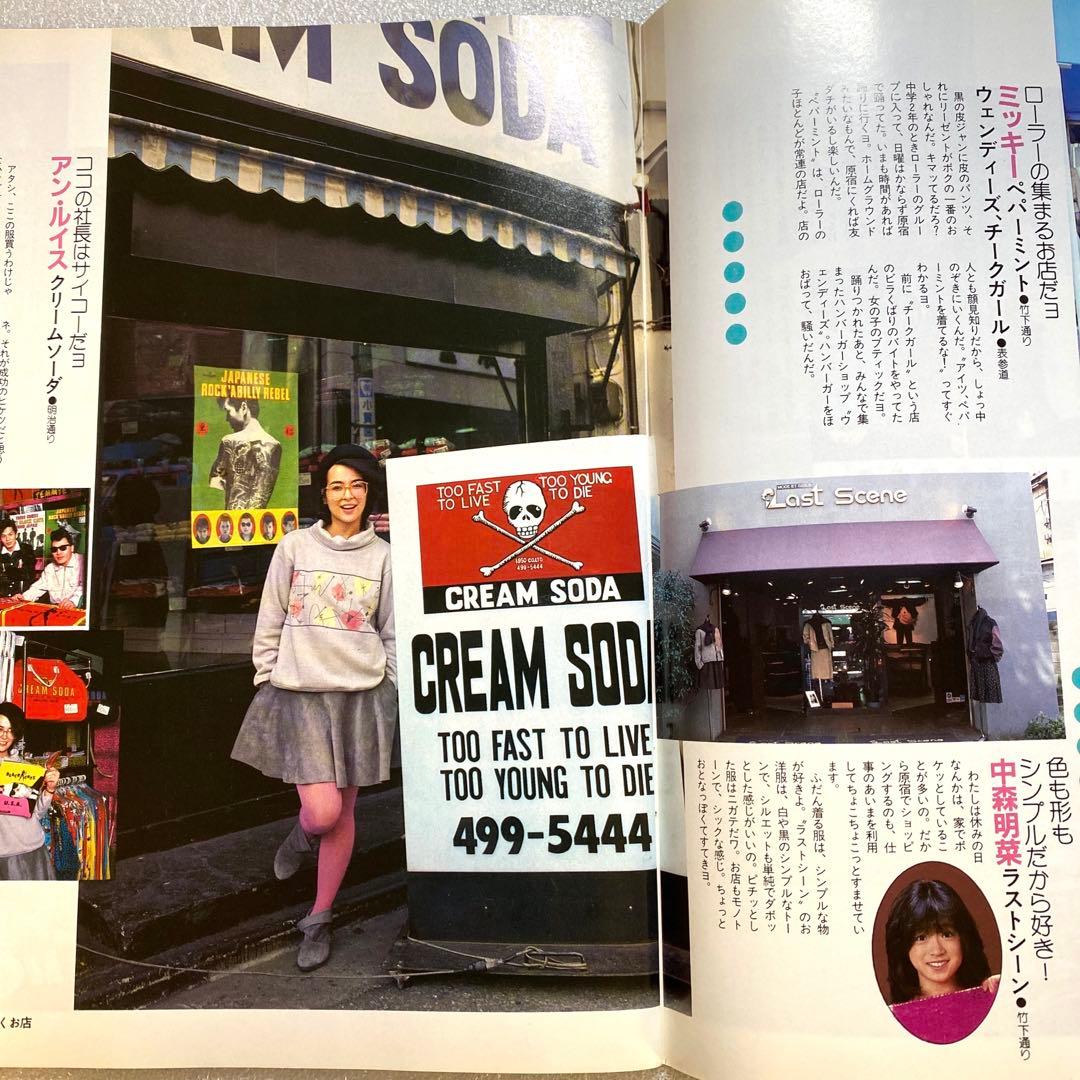 ローラーの集まるお店だヨ
ミッキー ペパーミント●竹下通り
ウェンディーズ、チークガール●表参道
黒の皮ジャンに皮のパンツ、そ
れにリーゼントがボクの一番のお
しゃれなんだ。キマッてるだろ?
中学2年のときローラーのグルー
プに入って、日曜はかならず原宿
で踊ってた。いまも時間があれば
踊りに行くヨ。ホームグラウンド
みたいなもんで、原宿にくれば友
ダチがいるし楽しいんだ。
“ペパーミント”は、ローラーの
子ほとんどが常連の店だよ。店の
人とも顔見知りだから、しょっ中
のぞきにいくんだ。“アイツ、ペパ
ーミントを着てるな!”ってすぐ
わかるヨ。
前に“チークガール”という店
のビラくばりのバイトをやってた
んだ。女の子のブティックだヨ。
踊りつかれたあと、みんなで集
まったハンバーガーショップ“ウ
ェンディーズ”。ハンバーガーをほ
おばって、騒いだんだ。
AM SODA
JAPANESE
ROCK'ABILLY REBEL
TOO FAST
TO LIVE
TOO YOUNG
TO DIE
1950 COLTD
499-5444
CREAM SODA
CREAM SOD
TOO FAST TO LIVE
TOO YOUNG TO DIE
499-5444
ココの社長はサイコーだヨ
アン・ルイス クリームソーダ●明治通り
アタシ、ここの服買うわけじゃ
ネ。それが成功のヒケツだと思う
CREAM SODA
U.S.A.
MODE BY GIRLS
Last Scene
Last Scene
Last Scene
色も形も
シンプルだから好き!
中森明菜 ラストシーン●竹下通り
わたしは休みの日
なんかは、家でボ
ケッとしているこ
とが多いの。だか
ら原宿でショッピ
ングするのも、仕
事のあいまを利用
してちょこちょこっとすませてい
ます。
ふだん着る服は、シンプルな物
が好きよ。“ラストシーン”のお
洋服は、白や黒のシンプルなトー
ンで、シルエットも単純でダボッ
とした感じがいいの。ピチッとし
た服はニガテだワ。お店もモノト
ーンで、シックな感じ。ちょっと
おとなっぽくてすてきヨ。
くお店